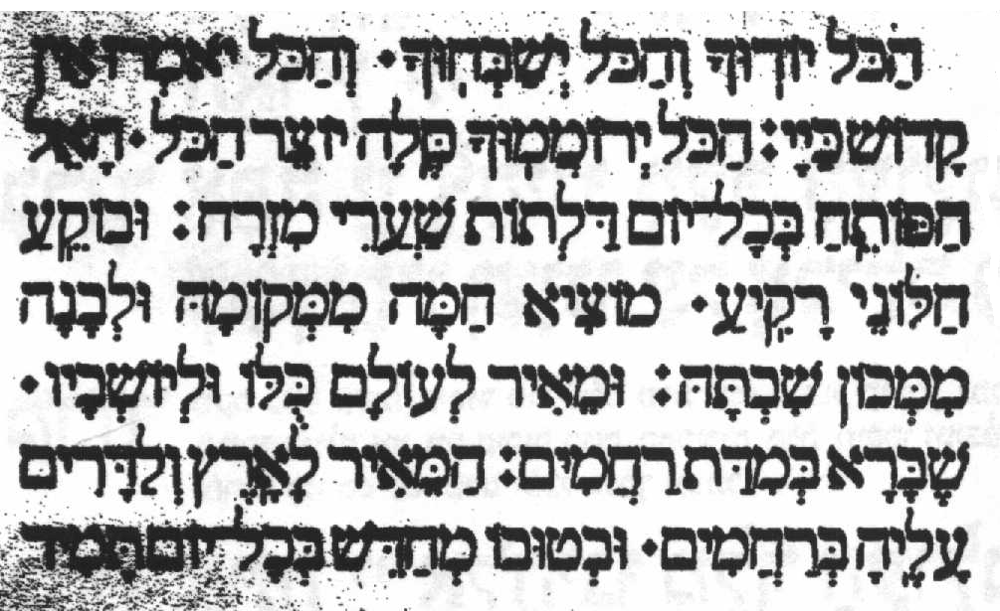 הַכֹּל יוֹדוּךָ וְהַכֹּל יְשַׁבְּחוּךָ· וְהַכֹּל יֹאמְרוּ אֵין
קָדוֹשׁ כַּיְיָ: הַכֹּל יְרוֹמְמוּךָ סֶּלָה יוֹצֵר הַכֹּל· הָאֵל
הַפּוֹתֵחַ בְּכָל־יוֹם דַּלְתוֹת שַׁעֲרֵי מִזְרָח: וּבוֹקֵעַ
חַלּוֹנֵי רָקִיעַ· מוֹצִיא חַמָּה מִמְּקוֹמָהּ וּלְבָנָה
מִמְּכוֹן שִׁבְתָּהּ: וּמֵאִיר לְעוֹלָם כֻּלּוֹ וּלְיוֹשְׁבָיו·
שֶׁבָּרָא בְּמִדַּת רַחֲמִים: הַמֵּאִיר לָאָרֶץ וְלַדָּרִים
עָלֶיהָ בְּרַחֲמִים· וּבְטוּבוֹ מְחַדֵּשׁ בְּכָל־יוֹם תָּמִיד